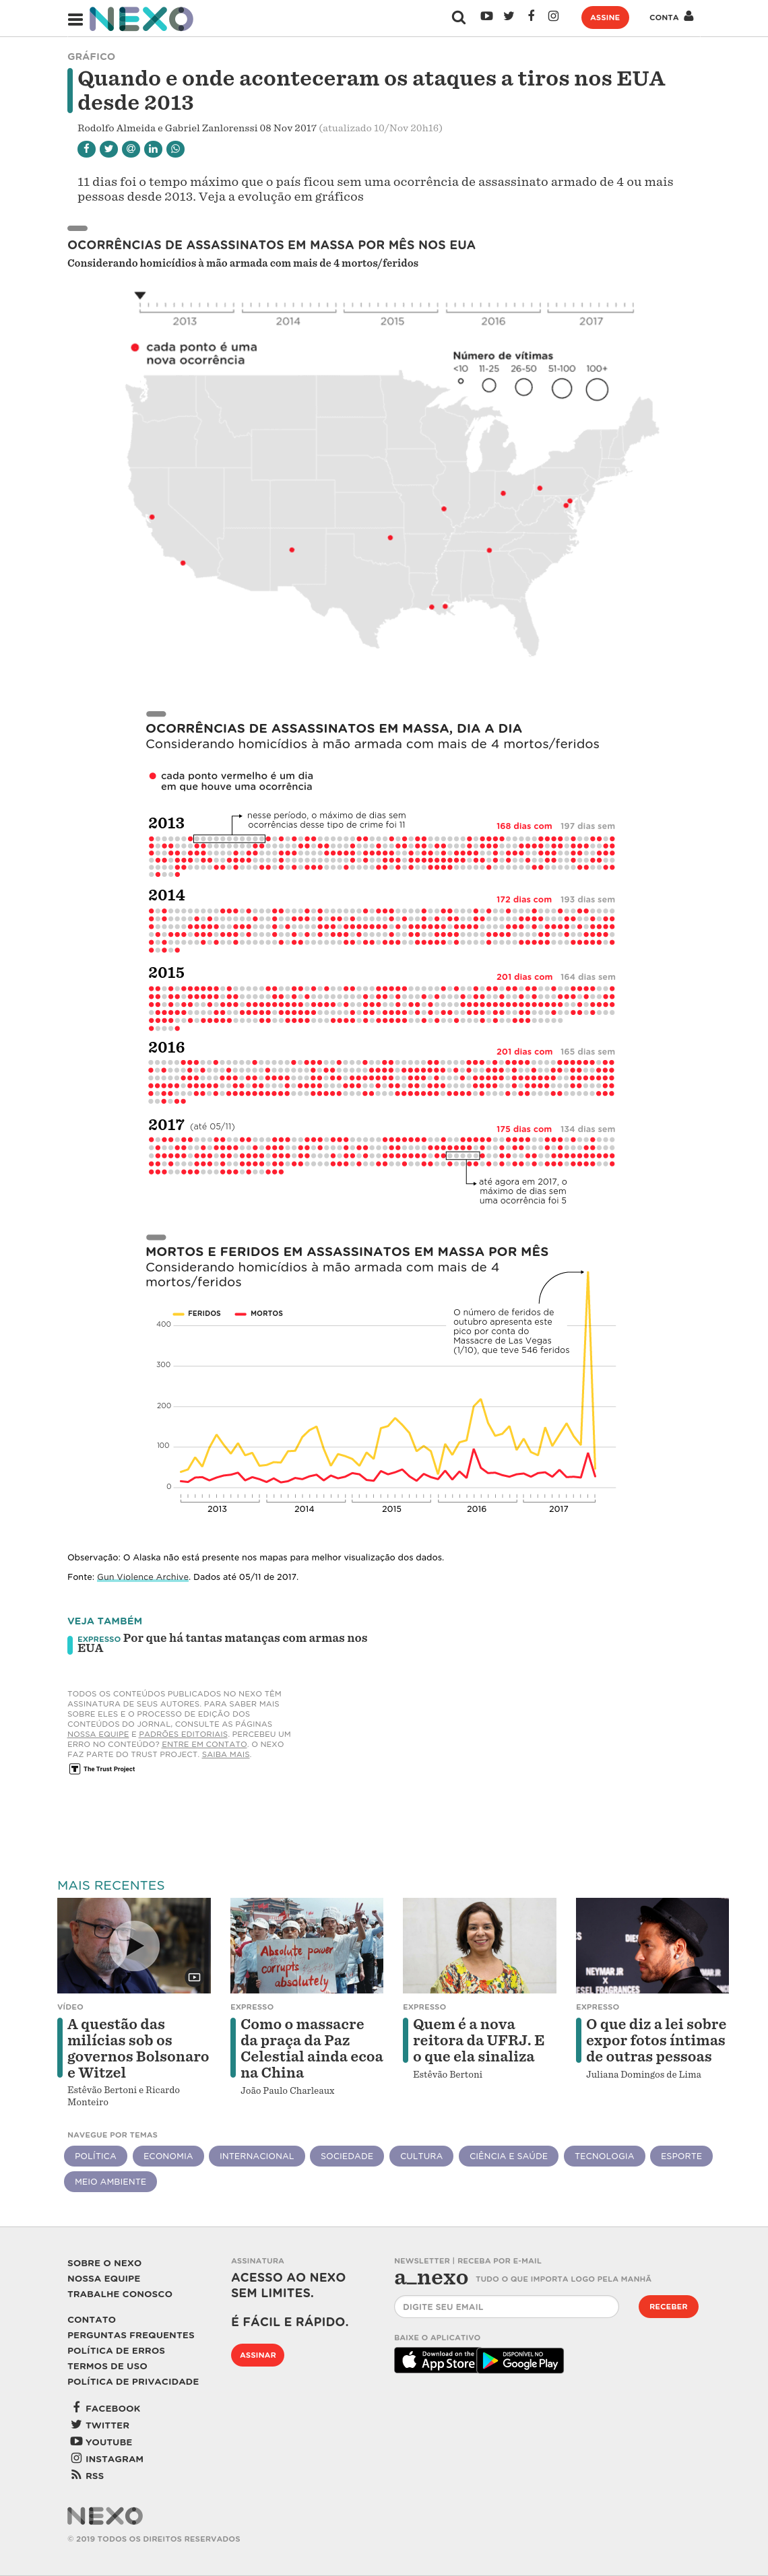 NEXO
ASSINE
CONTA
GRÁFICO
Quando e onde aconteceram os ataques a tiros nos EUA
desde 2013
Rodolfo Almeida e Gabriel Zanlorenssi 08 Nov 2017 (atualizado 10/Nov 20h16)
11 dias foi o tempo máximo que o país ficou sem uma ocorrência de assassinato armado de 4 ou mais
pessoas desde 2013. Veja a evolução em gráficos
OCORRÊNCIAS DE ASSASSINATOS EM MASSA POR MÊS NOS EUA
Considerando homicídios à mão armada com mais de 4 mortos/feridos
2013 2014 2015 2016 2017
cada ponto é uma
nova ocorrência
Número de vítimas
<10 11-25 26-50 51-100 100+
OCORRÊNCIAS DE ASSASSINATOS EM MASSA, DIA A DIA
Considerando homicídios à mão armada com mais de 4 mortos/feridos
cada ponto vermelho é um dia
em que houve uma ocorrência
2013
nesse período, o máximo de dias sem
ocorrências desse tipo de crime foi 11
168 dias com 197 dias sem
2014
172 dias com 193 dias sem
2015
201 dias com 164 dias sem
2016
201 dias com 165 dias sem
2017 (até 05/11)
175 dias com 134 dias sem
até agora em 2017, o
máximo de dias sem
uma ocorrência foi 5
MORTOS E FERIDOS EM ASSASSINATOS EM MASSA POR MÊS
Considerando homicídios à mão armada com mais de 4
mortos/feridos
FERIDOS MORTOS
O número de feridos de
outubro apresenta este
pico por conta do
Massacre de Las Vegas
(1/10), que teve 546 feridos
400
300
200
100
0
2013 2014 2015 2016 2017
Observação: O Alaska não está presente nos mapas para melhor visualização dos dados.
Fonte: Gun Violence Archive. Dados até 05/11 de 2017.
VEJA TAMBÉM
EXPRESSO Por que há tantas matanças com armas nos
EUA
TODOS OS CONTEÚDOS PUBLICADOS NO NEXO TÊM
ASSINATURA DE SEUS AUTORES. PARA SABER MAIS
SOBRE ELES E O PROCESSO DE EDIÇÃO DOS
CONTEÚDOS DO JORNAL, CONSULTE AS PÁGINAS
NOSSA EQUIPE E PADRÕES EDITORIAIS. PERCEBEU UM
ERRO NO CONTEÚDO? ENTRE EM CONTATO. O NEXO
FAZ PARTE DO TRUST PROJECT. SAIBA MAIS.
T The Trust Project
MAIS RECENTES
Absolute power
corrupts
absolutely
NEYMAR JR
X
DIESEL
FRAGRANCES
VÍDEO
A questão das
milícias sob os
governos Bolsonaro
e Witzel
Estêvão Bertoni e Ricardo
Monteiro
EXPRESSO
Como o massacre
da praça da Paz
Celestial ainda ecoa
na China
João Paulo Charleaux
EXPRESSO
Quem é a nova
reitora da UFRJ. E
o que ela sinaliza
Estêvão Bertoni
EXPRESSO
O que diz a lei sobre
expor fotos íntimas
de outras pessoas
Juliana Domingos de Lima
NAVEGUE POR TEMAS
POLÍTICA ECONOMIA INTERNACIONAL SOCIEDADE CULTURA CIÊNCIA E SAÚDE TECNOLOGIA ESPORTE
MEIO AMBIENTE
SOBRE O NEXO
NOSSA EQUIPE
TRABALHE CONOSCO
CONTATO
PERGUNTAS FREQUENTES
POLÍTICA DE ERROS
TERMOS DE USO
POLÍTICA DE PRIVACIDADE
FACEBOOK
TWITTER
YOUTUBE
INSTAGRAM
RSS
ASSINATURA
ACESSO AO NEXO
SEM LIMITES.
É FÁCIL E RÁPIDO.
ASSINAR
NEWSLETTER | RECEBA POR E-MAIL
a_nexo TUDO O QUE IMPORTA LOGO PELA MANHÃ
DIGITE SEU EMAIL
RECEBER
BAIXE O APLICATIVO
Download on the
App Store
DISPONÍVEL NO
Google Play
NEXO
© 2019 TODOS OS DIREITOS RESERVADOS